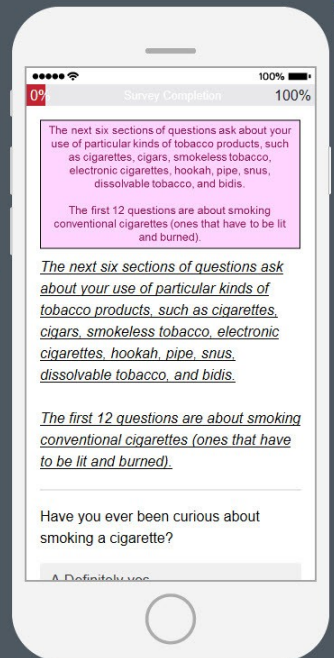 100%
0% Survey Completion 100%
The next six sections of questions ask about your
use of particular kinds of tobacco products, such
as cigarettes, cigars, smokeless tobacco,
electronic cigarettes, hookah, pipe, snus,
dissolvable tobacco, and bidis.
The first 12 questions are about smoking
conventional cigarettes (ones that have to be lit
and burned).
The next six sections of questions ask
about your use of particular kinds of
tobacco products, such as cigarettes,
cigars, smokeless tobacco, electronic
cigarettes, hookah, pipe, snus,
dissolvable tobacco, and bidis.
The first 12 questions are about smoking
conventional cigarettes (ones that have
to be lit and burned).
Have you ever been curious about
smoking a cigarette?
A Definitely yes